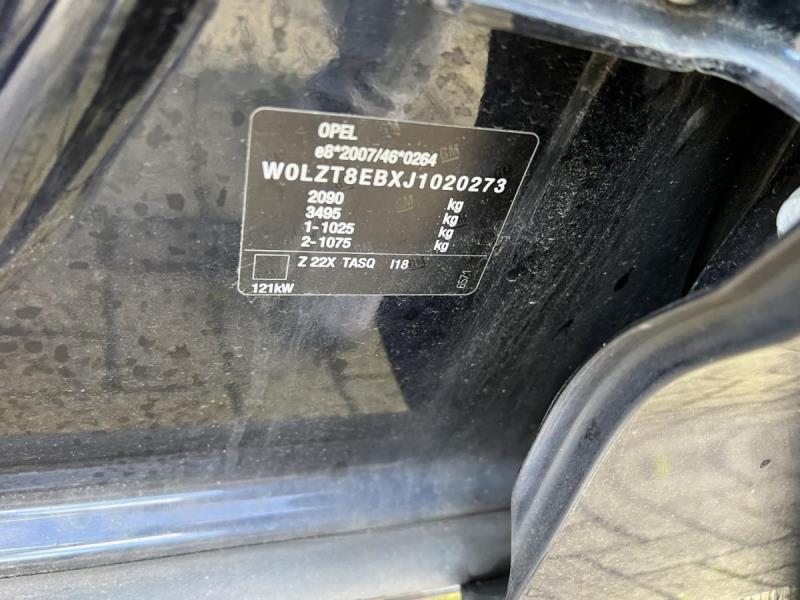 OPEL
e8*2007/46*0264
W0LZT8EBXJ1020273
2090 kg
3495 kg
1-1025 kg
2-1075 kg
Z 22X TASQ I18
121kW
6571